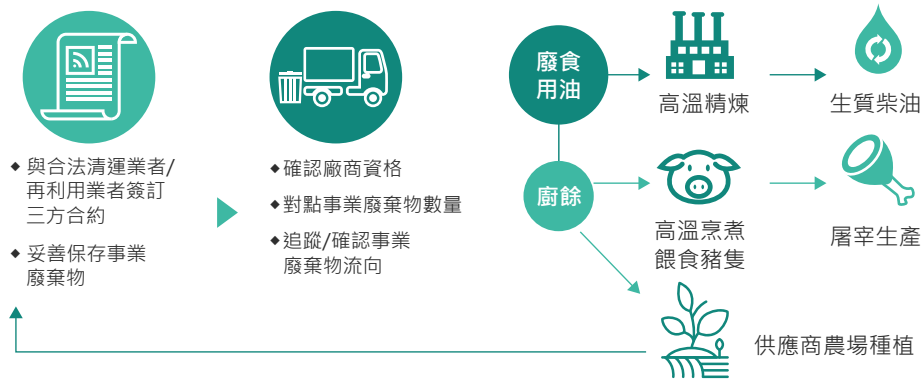 ◆ 與合法清運業者/
再利用業者簽訂
三方合約
◆ 妥善保存事業
廢棄物
◆ 確認廠商資格
◆ 對點事業廢棄物數量
◆ 追蹤/確認事業
廢棄物流向
廢食
用油
高溫精煉
生質柴油
廚餘
高溫烹煮
餵食豬隻
屠宰生產
供應商農場種植